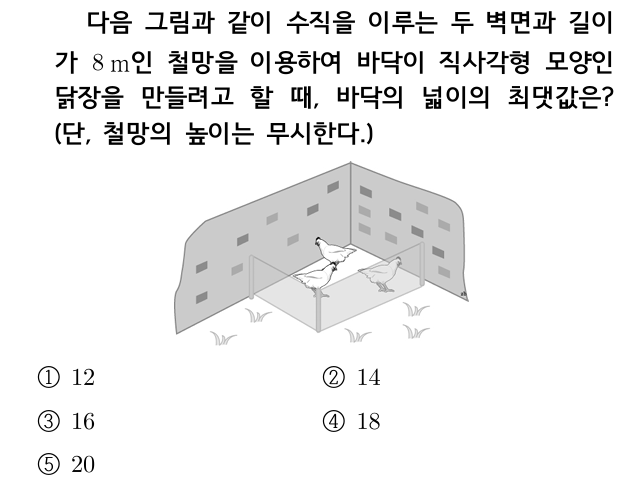 다음 그림과 같이 수직을 이루는 두 벽면과 길이
가 8 m인 철망을 이용하여 바닥이 직사각형 모양인
닭장을 만들려고 할 때, 바닥의 넓이의 최댓값은?
(단, 철망의 높이는 무시한다.)
① 12
② 14
③ 16
④ 18
⑤ 20